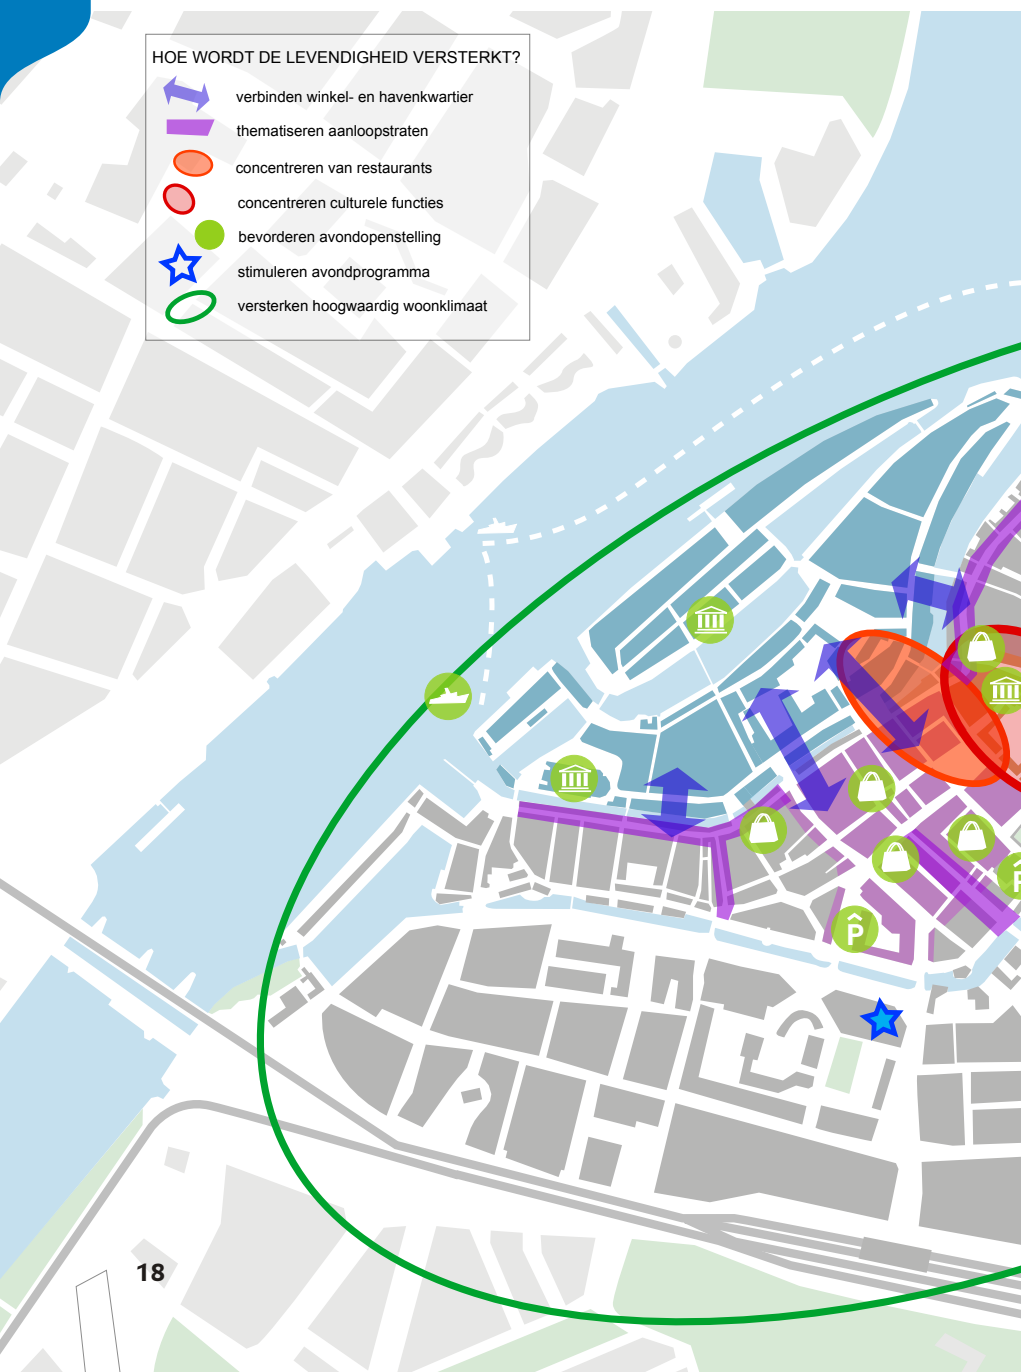 HOE WORDT DE LEVENDIGHEID VERSTERKT?
verbinden winkel- en havenkwartier
thematiseren aanloopstraten
concentreren van restaurants
concentreren culturele functies
bevorderen avondopenstelling
stimuleren avondprogramma
versterken hoogwaardig woonklimaat
P
P
18